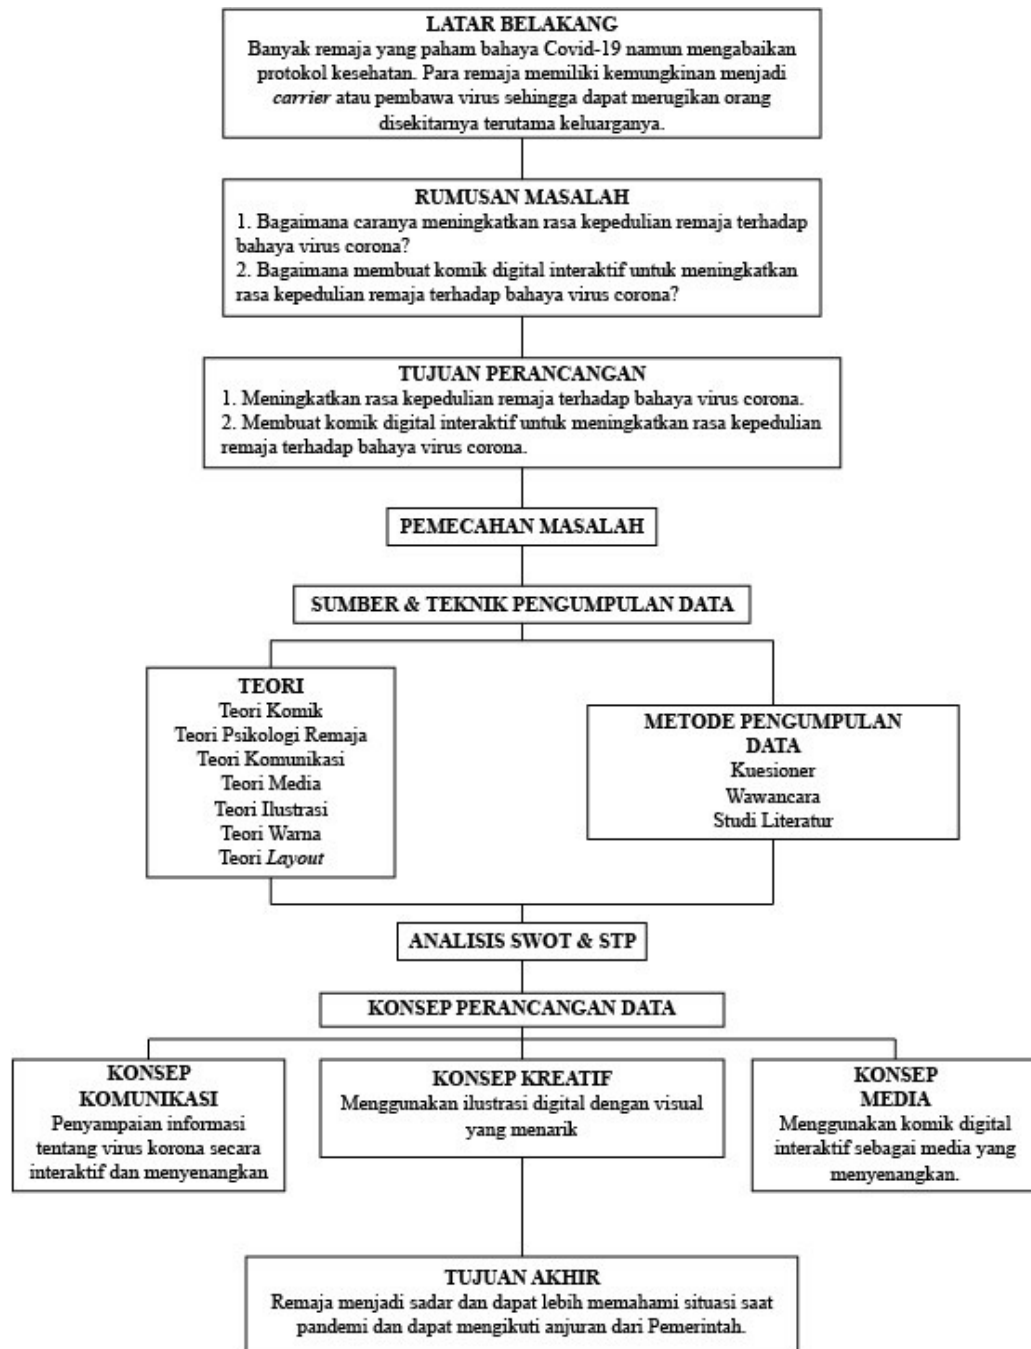 LATAR BELAKANG
Banyak remaja yang paham bahaya Covid-19 namun mengabaikan
protokol kesehatan. Para remaja memiliki kemungkinan menjadi
carrier atau pembawa virus sehingga dapat merugikan orang
disekitarnya terutama keluarganya.
RUMUSAN MASALAH
1. Bagaimana caranya meningkatkan rasa kepedulian remaja terhadap
bahaya virus corona?
2. Bagaimana membuat komik digital interaktif untuk meningkatkan
rasa kepedulian remaja terhadap bahaya virus corona?
TUJUAN PERANCANGAN
1. Meningkatkan rasa kepedulian remaja terhadap bahaya virus corona.
2. Membuat komik digital interaktif untuk meningkatkan rasa kepedulian
remaja terhadap bahaya virus corona.
PEMECAHAN MASALAH
SUMBER & TEKNIK PENGUMPULAN DATA
TEORI
Teori Komik
Teori Psikologi Remaja
Teori Komunikasi
Teori Media
Teori Ilustrasi
Teori Warna
Teori Layout
METODE PENGUMPULAN
DATA
Kuesioner
Wawancara
Studi Literatur
ANALISIS SWOT & STP
KONSEP PERANCANGAN DATA
KONSEP
KOMUNIKASI
Penyampaian informasi
tentang virus korona secara
interaktif dan menyenangkan
KONSEP KREATIF
Menggunakan ilustrasi digital dengan visual
yang menarik
KONSEP
MEDIA
Menggunakan komik digital
interaktif sebagai media yang
menyenangkan.
TUJUAN AKHIR
Remaja menjadi sadar dan dapat lebih memahami situasi saat
pandemi dan dapat mengikuti anjuran dari Pemerintah.